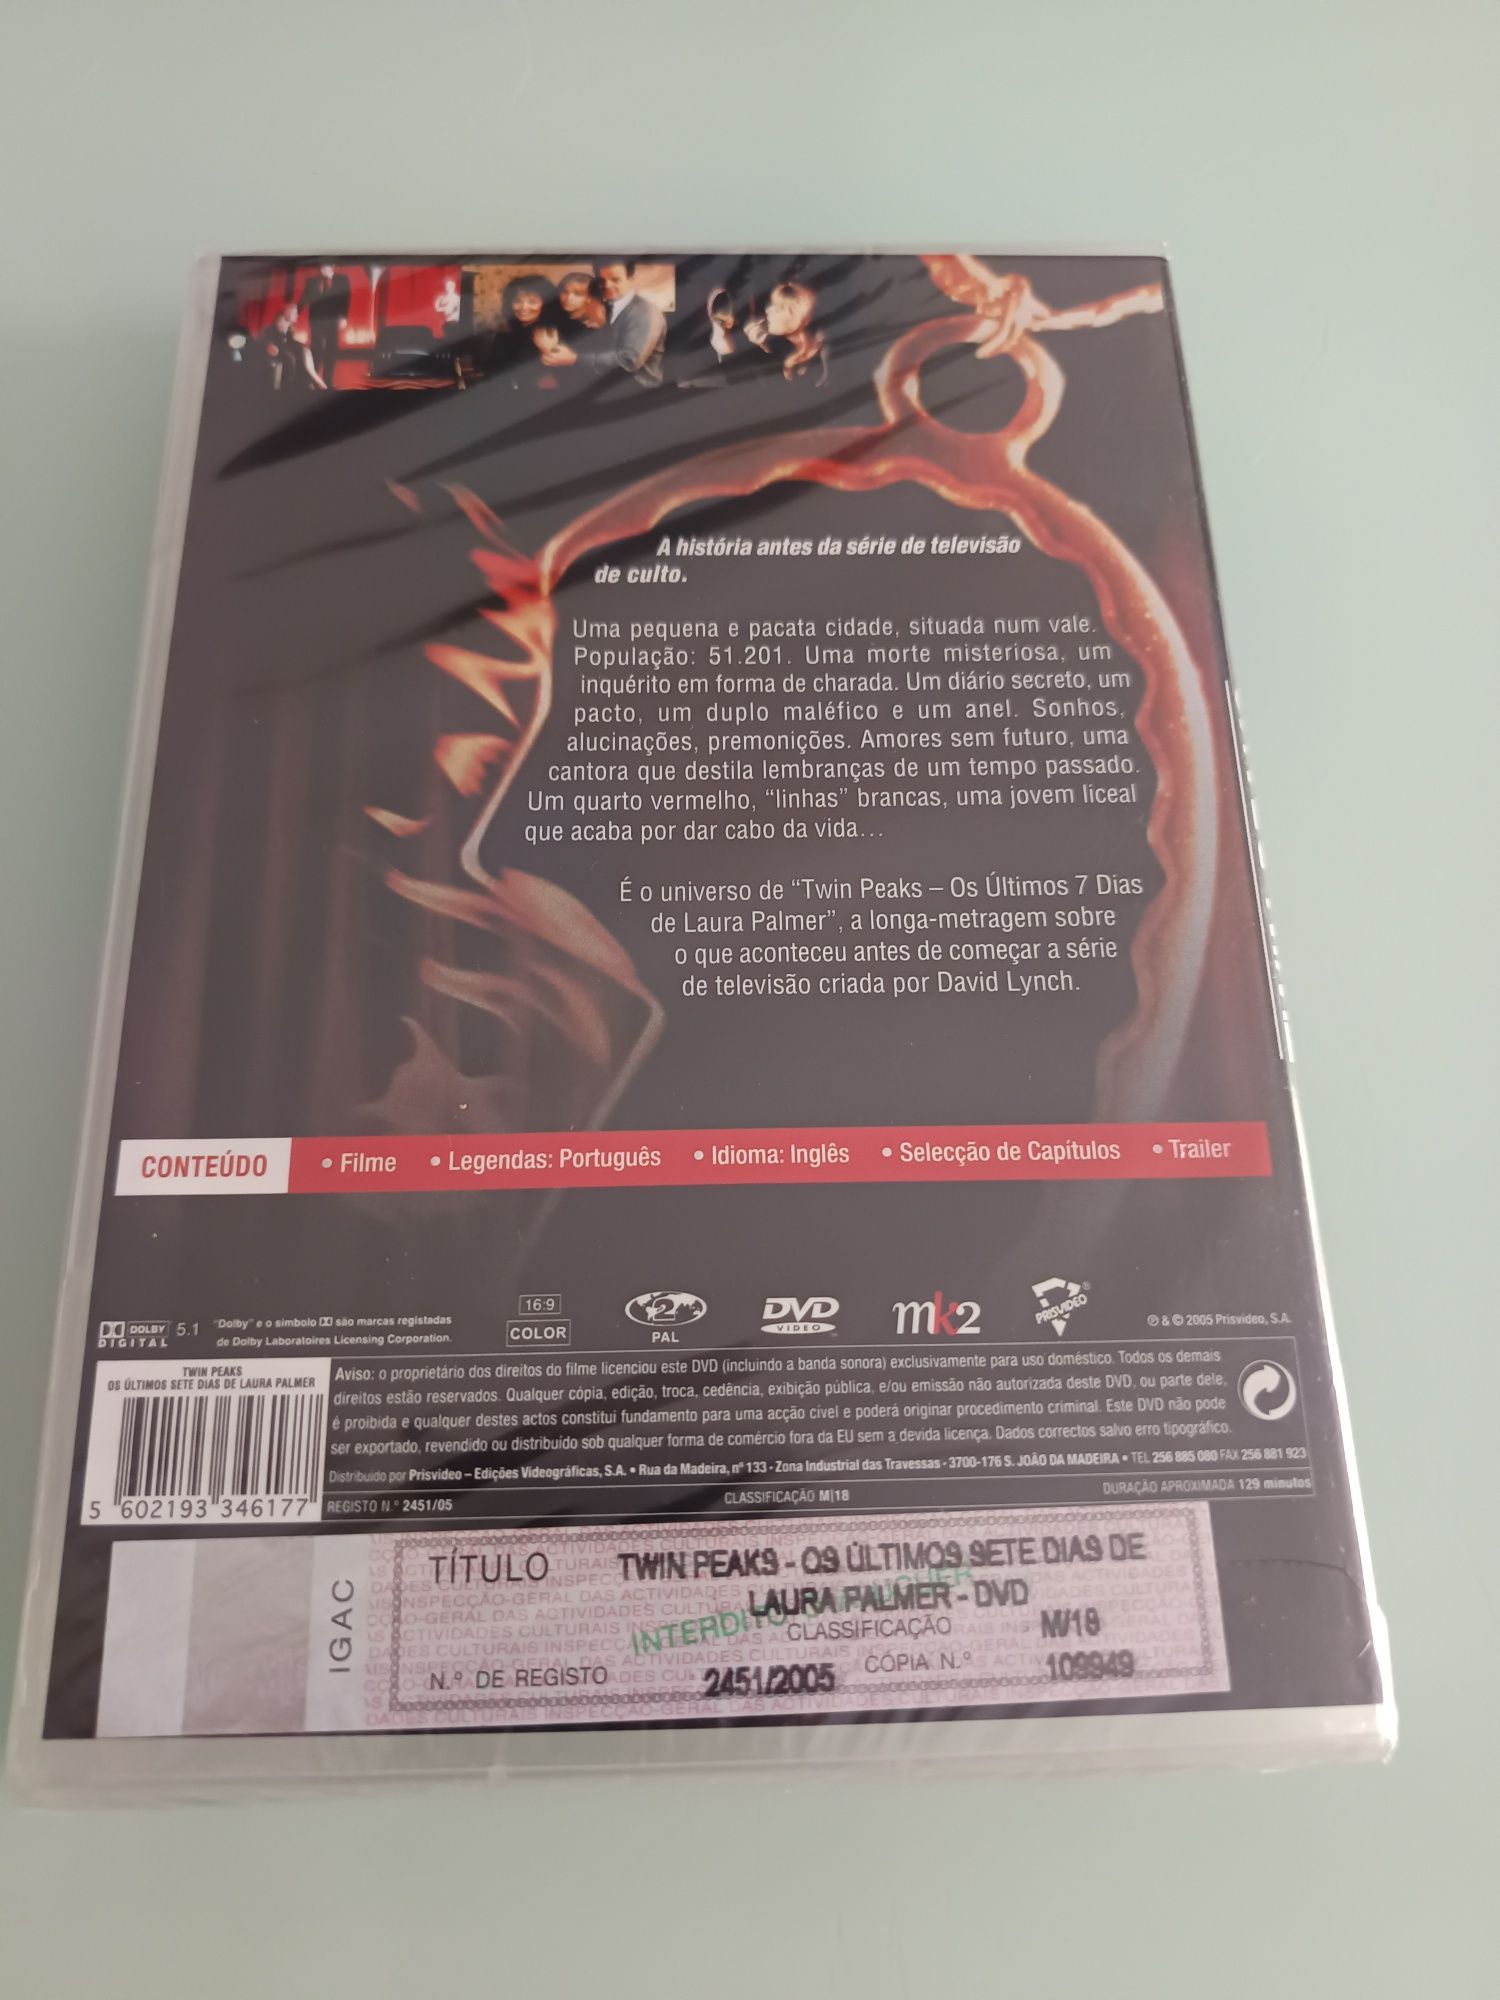 A história antes da série de televisão
de culto.
Uma pequena e pacata cidade, situada num vale.
População: 51.201. Uma morte misteriosa, um
inquérito em forma de charada. Um diário secreto, um
pacto, um duplo maléfico e um anel. Sonhos,
alucinações, premonições. Amores sem futuro, uma
cantora que destila lembranças de um tempo passado.
Um quarto vermelho, “linhas” brancas, uma jovem liceal
que acaba por dar cabo da vida...
É o universo de “Twin Peaks – Os Últimos 7 Dias
de Laura Palmer”, a longa-metragem sobre
o que aconteceu antes de começar a série
de televisão criada por David Lynch.
CONTEÚDO • Filme • Legendas: Português • Idioma: Inglês • Selecção de Capítulos • Trailer
DOLBY DIGITAL 5.1
"Dolby" e o símbolo DD são marcas registadas
de Dolby Laboratoires Licensing Corporation.
16:9
COLOR
2
PAL
DVD
VIDEO
mk2
PRISVIDEO ®
℗ & © 2005 Prisvideo, S.A.
TWIN PEAKS
OS ÚLTIMOS SETE DIAS DE LAURA PALMER
5 602193 346177
Aviso: o proprietário dos direitos do filme licenciou este DVD (incluindo a banda sonora) exclusivamente para uso doméstico. Todos os demais
direitos estão reservados. Qualquer cópia, edição, troca, cedência, exibição pública, e/ou emissão não autorizada deste DVD, ou parte dele,
é proibida e qualquer destes actos constitui fundamento para uma acção cível e poderá originar procedimento criminal. Este DVD não pode
ser exportado, revendido ou distribuído sob qualquer forma de comércio fora da EU sem a devida licença. Dados correctos salvo erro tipográfico.
Distribuido por Prisvideo – Edições Videográficas, S.A. • Rua da Madeira, nº 133 - Zona Industrial das Travessas - 3700-176 S. JOÃO DA MADEIRA • TEL 256 885 080 FAX 256 881 923
REGISTO N.º 2451/05 CLASSIFICAÇÃO M|18 DURAÇÃO APROXIMADA 129 minutos
IGAC
TÍTULO TWIN PEAKS - OS ÚLTIMOS SETE DIAS DE
LAURA PALMER - DVD
CLASSIFICAÇÃO M/18
N.º DE REGISTO 2451/2005 CÓPIA N.º 109949